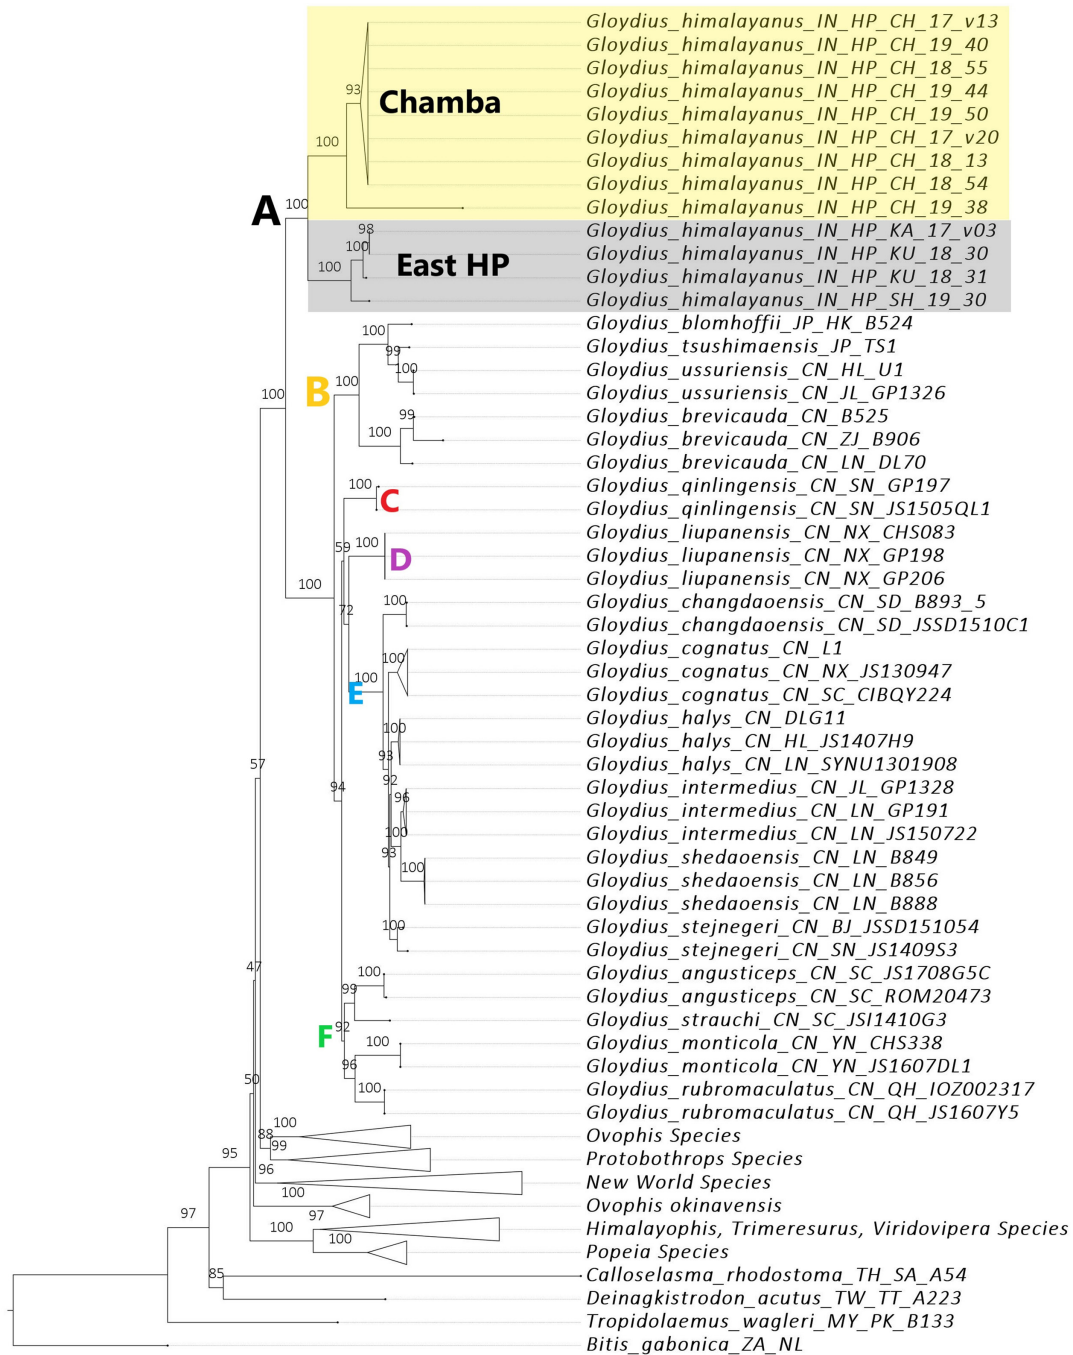 Gloydius_himalayanus_IN_HP_CH_17_v13
Gloydius_himalayanus_IN_HP_CH_19_40
Gloydius_himalayanus_IN_HP_CH_18_55
93
Gloydius_himalayanus_IN_HP_CH_19_44
Chamba
Gloydius_himalayanus_IN_HP_CH_19_50
Gloydius_himalayanus_IN_HP_CH_17_v20
100
Gloydius_himalayanus_IN_HP_CH_18_13
Gloydius_himalayanus_IN_HP_CH_18_54
A
100
Gloydius_himalayanus_IN_HP_CH_19_38
98
Gloydius_himalayanus_IN_HP_KA_17_v03
100
Gloydius_himalayanus_IN_HP_KU_18_30
100
East HP
Gloydius_himalayanus_IN_HP_KU_18_31
Gloydius_himalayanus_IN_HP_SH_19_30
100
Gloydius_blomhoffii_JP_HK_B524
99
Gloydius_tsushimaensis_JP_TS1
100
Gloydius_ussuriensis_CN_HL_U1
100
B
100
Gloydius_ussuriensis_CN_JL_GP1326
99
Gloydius_brevicauda_CN_B525
100
Gloydius_brevicauda_CN_ZJ_B906
Gloydius_brevicauda_CN_LN_DL70
100
Gloydius_qinlingensis_CN_SN_GP197
C
Gloydius_qinlingensis_CN_SN_JS1505QL1
Gloydius_liupanensis_CN_NX_CHS083
59
100
D
Gloydius_liupanensis_CN_NX_GP198
100
Gloydius_liupanensis_CN_NX_GP206
72
100
Gloydius_changdaoensis_CN_SD_B893_5
Gloydius_changdaoensis_CN_SD_JSSD1510C1
100
Gloydius_cognatus_CN_L1
100
E
Gloydius_cognatus_CN_NX_JS130947
Gloydius_cognatus_CN_SC_CIBQY224
Gloydius_halys_CN_DLG11
100
Gloydius_halys_CN_HL_JS1407H9
57
93
Gloydius_halys_CN_LN_SYNU1301908
94
92
Gloydius_intermedius_CN_JL_GP1328
96
Gloydius_intermedius_CN_LN_GP191
100
Gloydius_intermedius_CN_LN_JS150722
93
Gloydius_shedaoensis_CN_LN_B849
100
Gloydius_shedaoensis_CN_LN_B856
Gloydius_shedaoensis_CN_LN_B888
100
Gloydius_stejnegeri_CN_BJ_JSSD151054
Gloydius_stejnegeri_CN_SN_JS1409S3
47
100
Gloydius_angusticeps_CN_SC_JS1708G5C
99
Gloydius_angusticeps_CN_SC_ROM20473
Gloydius_strauchi_CN_SC_JSI1410G3
F
92
100
Gloydius_monticola_CN_YN_CHS338
96
Gloydius_monticola_CN_YN_JS1607DL1
50
100
Gloydius_rubromaculatus_CN_QH_IOZ002317
Gloydius_rubromaculatus_CN_QH_JS1607Y5
88
100
Ovophis Species
95
99
Protobothrops Species
96
New World Species
100
Ovophis okinavensis
97
100
97
Himalayophis, Trimeresurus, Viridovipera Species
100
Popeia Species
85
Calloselasma_rhodostoma_TH_SA_A54
Deinagkistrodon_acutus_TW_TT_A223
Tropidolaemus_wagleri_MY_PK_B133
Bitis_gabonica_ZA_NL